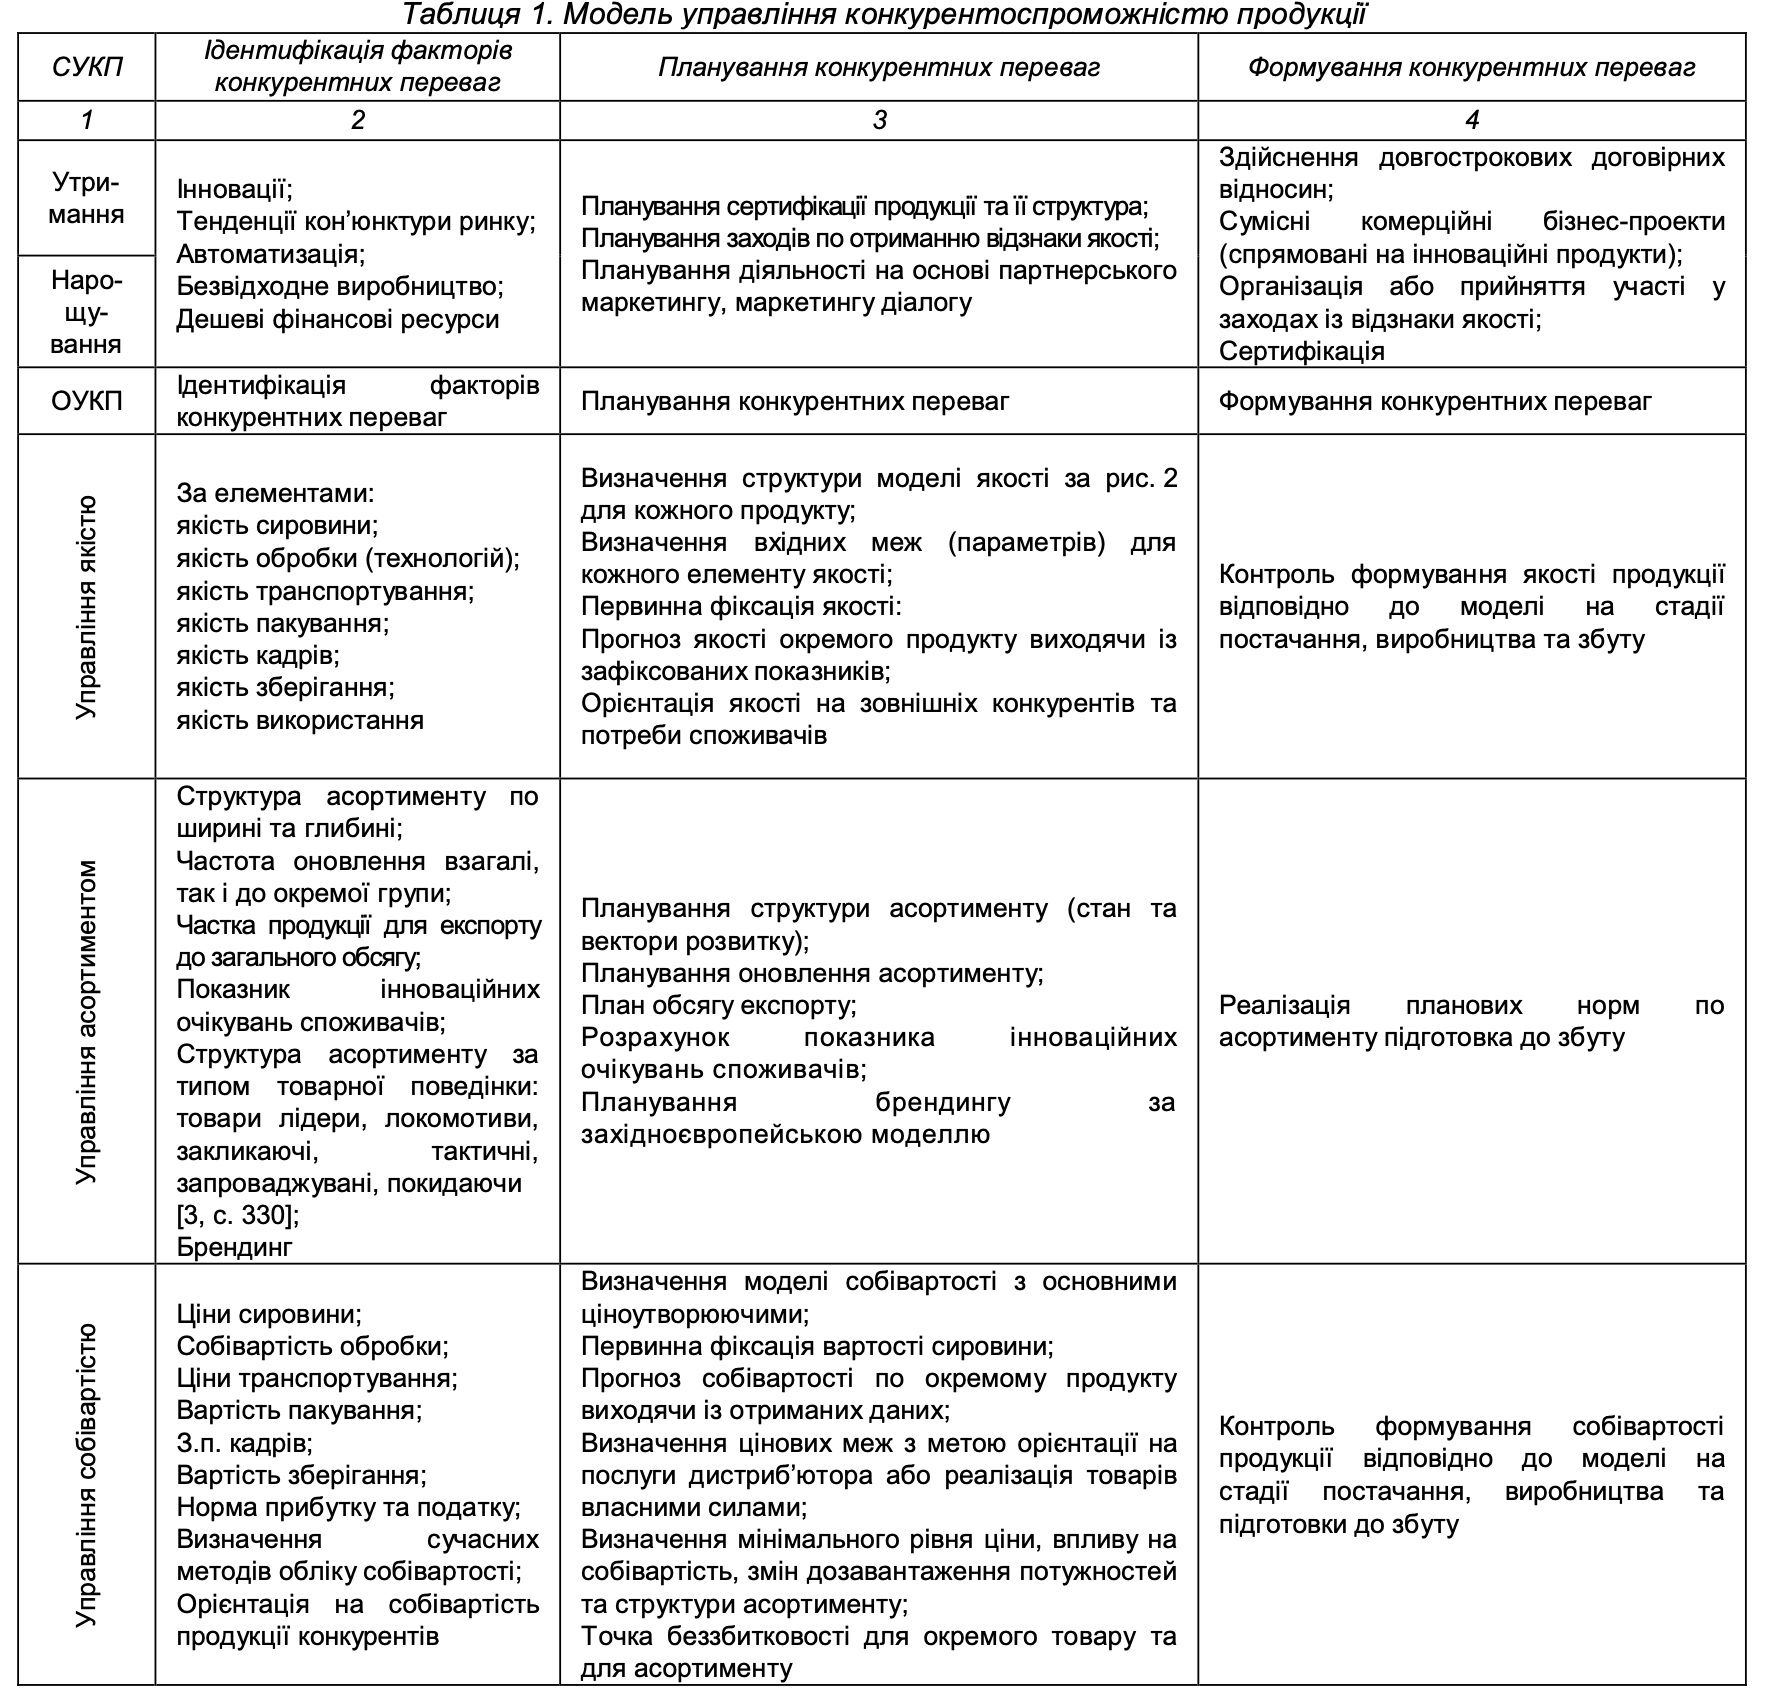 Таблиця 1. Модель управління конкурентоспроможністю продукції
СУКП
Ідентифікація факторів
конкурентних переваг
Планування конкурентних переваг
Формування конкурентних переваг
1
2
3
4
Утри-
мання
Наро-
щу-
вання
Інновації;
Тенденції кон’юнктури ринку;
Автоматизація;
Безвідходне виробництво;
Дешеві фінансові ресурси
Планування сертифікації продукції та її структура;
Планування заходів по отриманню відзнаки якості;
Планування діяльності на основі партнерського
маркетингу, маркетингу діалогу
Здійснення довгострокових договірних
відносин;
Сумісні комерційні бізнес-проекти
(спрямовані на інноваційні продукти);
Організація або прийняття участі у
заходах із відзнаки якості;
Сертифікація
ОУКП
Ідентифікація факторів
конкурентних переваг
Планування конкурентних переваг
Формування конкурентних переваг
Управління якістю
За елементами:
якість сировини;
якість обробки (технологій);
якість транспортування;
якість пакування;
якість кадрів;
якість зберігання;
якість використання
Визначення структури моделі якості за рис. 2
для кожного продукту;
Визначення вхідних меж (параметрів) для
кожного елементу якості;
Первинна фіксація якості:
Прогноз якості окремого продукту виходячи із
зафіксованих показників;
Орієнтація якості на зовнішніх конкурентів та
потреби споживачів
Контроль формування якості продукції
відповідно до моделі на стадії
постачання, виробництва та збуту
Управління асортиментом
Структура асортименту по
ширині та глибині;
Частота оновлення взагалі,
так і до окремої групи;
Частка продукції для експорту
до загального обсягу;
Показник інноваційних
очікувань споживачів;
Структура асортименту за
типом товарної поведінки:
товари лідери, локомотиви,
закликаючі, тактичні,
запроваджувані, покидаючи
[3, с. 330];
Брендинг
Планування структури асортименту (стан та
вектори розвитку);
Планування оновлення асортименту;
План обсягу експорту;
Розрахунок показника інноваційних
очікувань споживачів;
Планування брендингу за
західноєвропейською моделлю
Реалізація планових норм по
асортименту підготовка до збуту
Управління собівартістю
Ціни сировини;
Собівартість обробки;
Ціни транспортування;
Вартість пакування;
З.п. кадрів;
Вартість зберігання;
Норма прибутку та податку;
Визначення сучасних
методів обліку собівартості;
Орієнтація на собівартість
продукції конкурентів
Визначення моделі собівартості з основними
ціноутворюючими;
Первинна фіксація вартості сировини;
Прогноз собівартості по окремому продукту
виходячи із отриманих даних;
Визначення цінових меж з метою орієнтації на
послуги дистриб’ютора або реалізація товарів
власними силами;
Визначення мінімального рівня ціни, впливу на
собівартість, змін дозавантаження потужностей
та структури асортименту;
Точка беззбитковості для окремого товару та
для асортименту
Контроль формування собівартості
продукції відповідно до моделі на
стадії постачання, виробництва та
підготовки до збуту